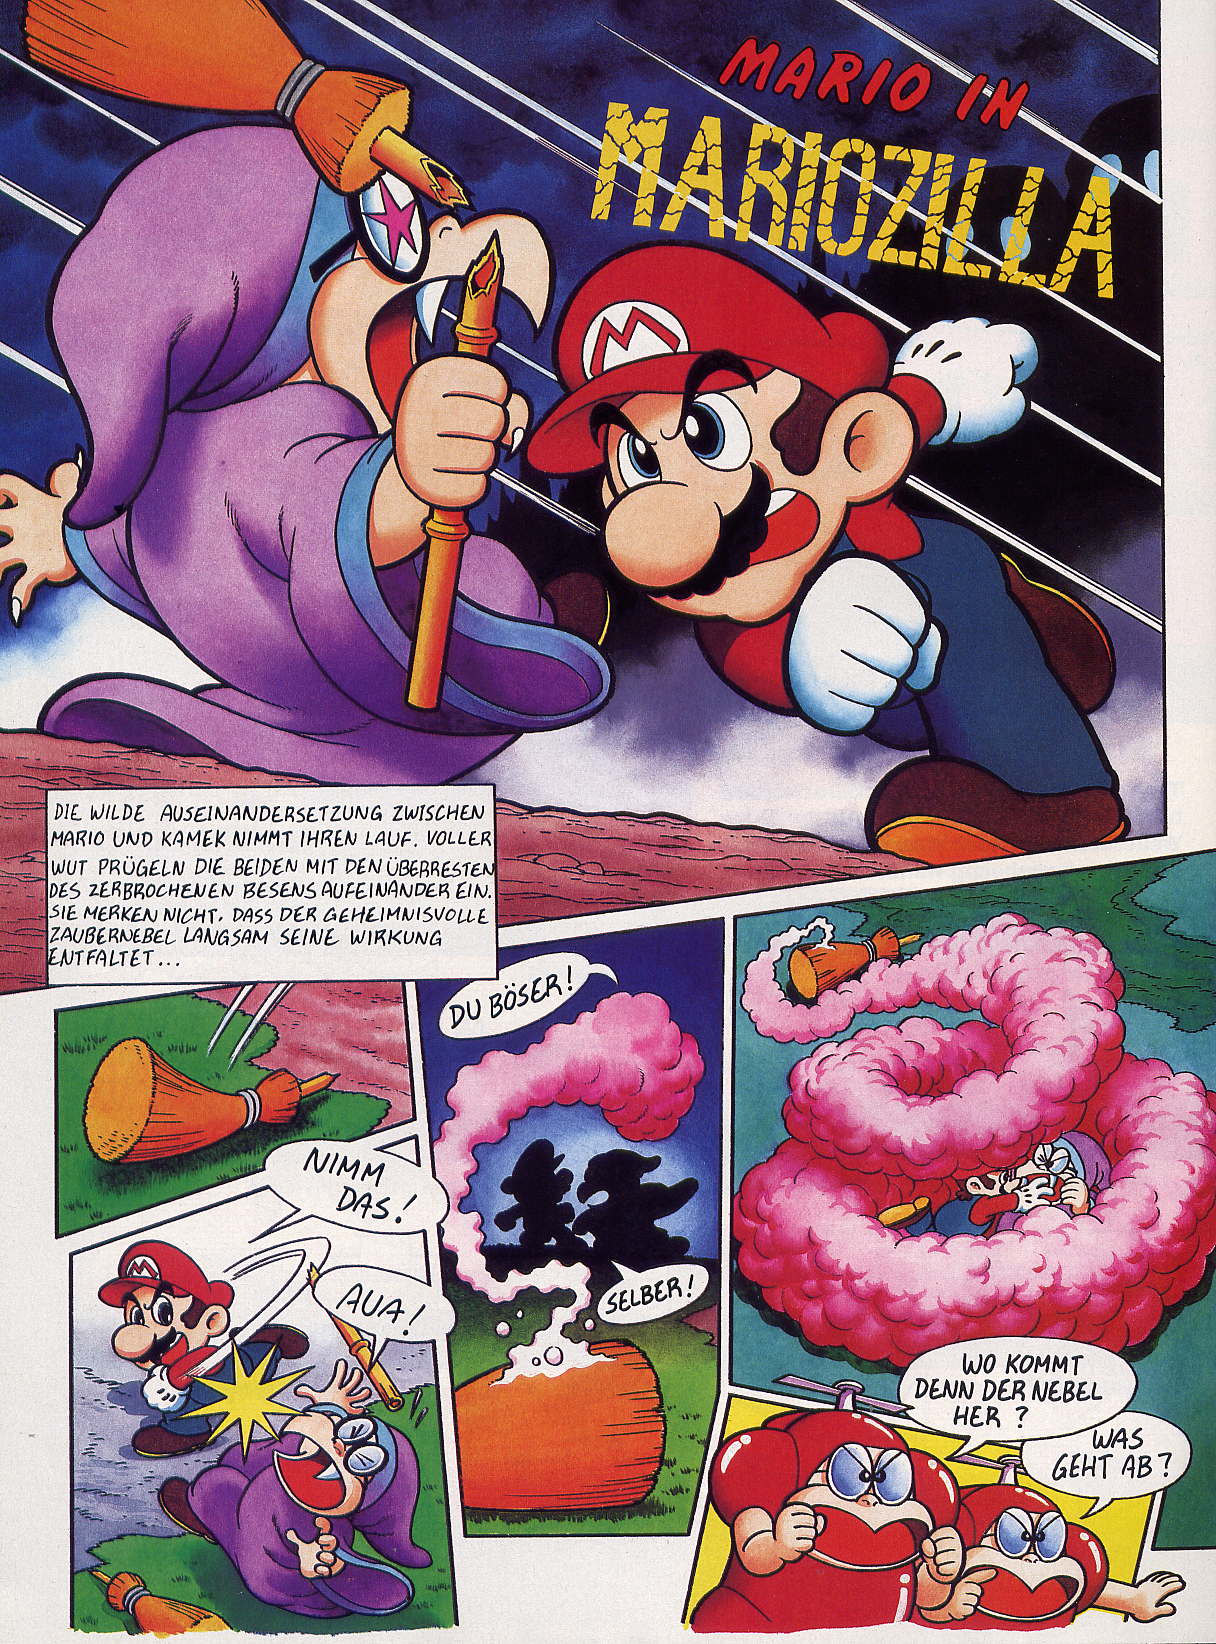 MARIO IN
MARIOZILLA
M
DIE WILDE AUSEINANDERSETZUNG ZWISCHEN
MARIO UND KAMEK NIMMT IHREN LAUF. VOLLER
WUT PRÜGELN DIE BEIDEN MIT DEN ÜBERRESTEN
DES ZERBROCHENEN BESENS AUFEINANDER EIN.
SIE MERKEN NICHT, DASS DER GEHEIMNISVOLLE
ZAUBERNEBEL LANGSAM SEINE WIRKUNG
ENTFALTET...
NIMM
DAS!
M
AUA!
DU BÖSER!
SELBER!
WO KOMMT
DENN DER NEBEL
HER?
WAS
GEHT AB?